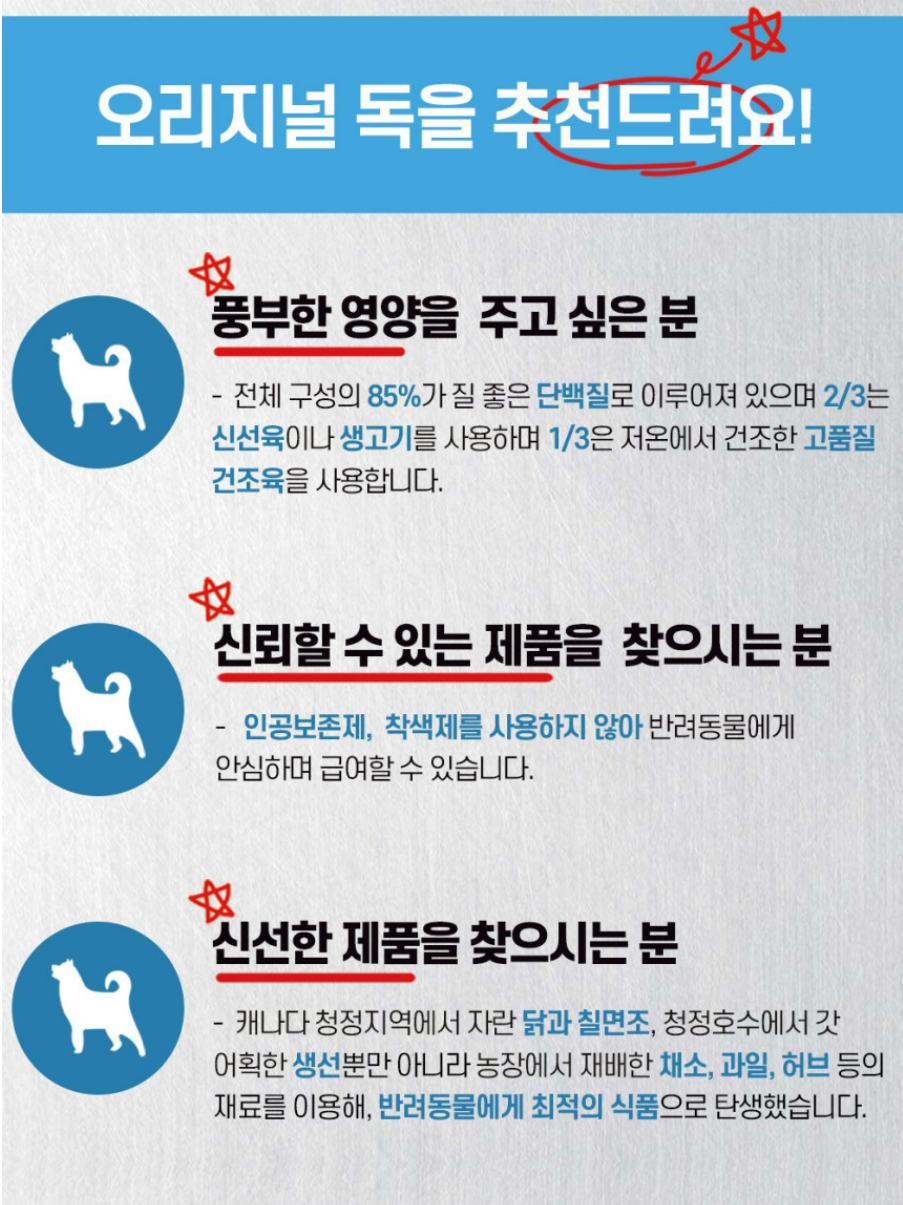 오리지널 독을 추천드려요!
풍부한 영양을 주고 싶은 분
- 전체 구성의 85%가 질 좋은 단백질로 이루어져 있으며 2/3는
신선육이나 생고기를 사용하며 1/3은 저온에서 건조한 고품질
건조육을 사용합니다.
신뢰할 수 있는 제품을 찾으시는 분
- 인공보존제, 착색제를 사용하지 않아 반려동물에게
안심하며 급여할 수 있습니다.
신선한 제품을 찾으시는 분
- 캐나다 청정지역에서 자란 닭과 칠면조, 청정호수에서 갓
어획한 생선뿐만 아니라 농장에서 재배한 채소, 과일, 허브 등의
재료를 이용해, 반려동물에게 최적의 식품으로 탄생했습니다.